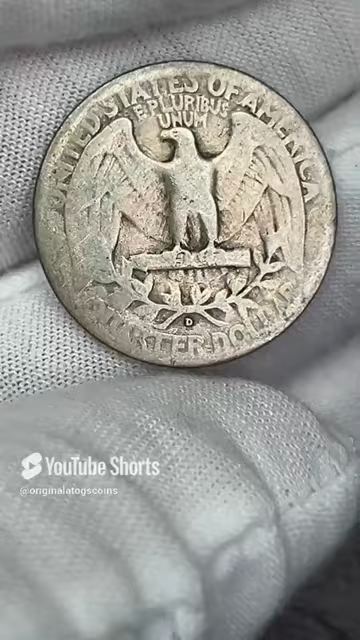 UNITED STATES OF AMERICA
E PLURIBUS
UNUM
D
QUARTER DOLLAR
YouTube Shorts
@originalatogscoins